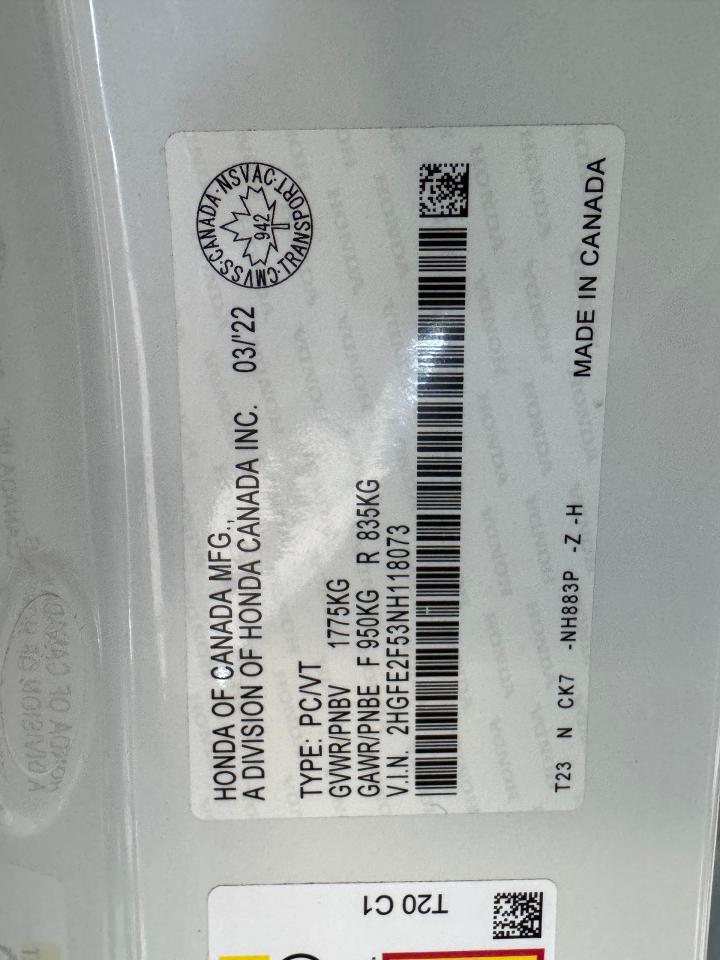 HONDA OF CANADA MFG.,
A DIVISION OF HONDA CANADA INC. 03/'22
CMVSS·CANADA·NSVAC·TRANSPORT·
942
TYPE: PC/VT
GVWR/PNBV 1775KG
GAWR/PNBE F 950KG R 835KG
V.I.N. 2HGFE2F53NH118073
T23 N CK7 -NH883P -Z -H
MADE IN CANADA
T20 C1